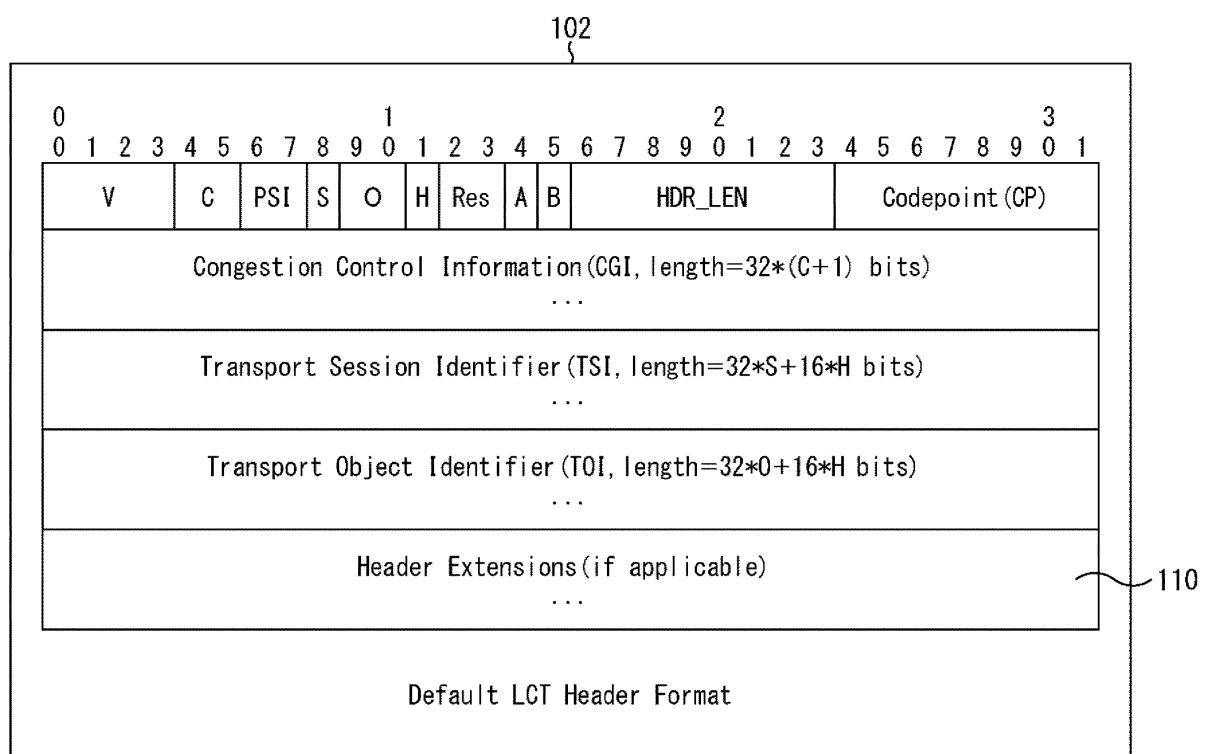 102
0 1 2 3
0 1 2 3 4 5 6 7 8 9 0 1 2 3 4 5 6 7 8 9 0 1 2 3 4 5 6 7 8 9 0 1
V C PSI S O H Res A B HDR_LEN Codepoint(CP)
Congestion Control Information(CGI, length=32*(C+1) bits)
...
Transport Session Identifier(TSI, length=32*S+16*H bits)
...
Transport Object Identifier(TOI, length=32*O+16*H bits)
...
Header Extensions(if applicable)
...
110
Default LCT Header Format